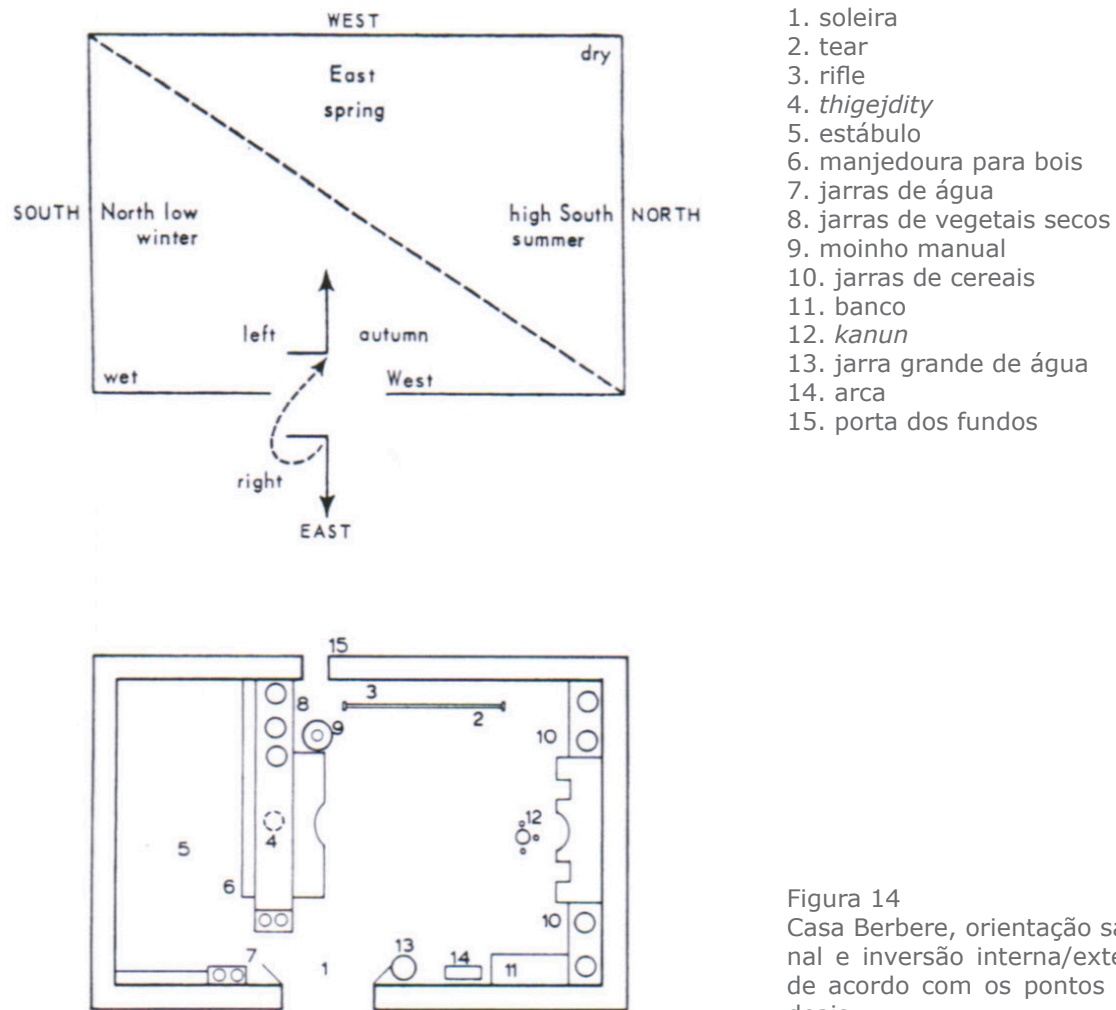 WEST
dry
East
spring
SOUTH
North low
winter
high South
summer
NORTH
left
autumn
wet
West
right
EAST
1. soleira
2. tear
3. rifle
4. thigejdity
5. estábulo
6. manjedoura para bois
7. jarras de água
8. jarras de vegetais secos
9. moinho manual
10. jarras de cereais
11. banco
12. kanun
13. jarra grande de água
14. arca
15. porta dos fundos
15
3
8
2
9
10
12
4
5
6
10
7
13
14
11
1
Figura 14
Casa Berbere, orientação
nal e inversão interna/
de acordo com os pontos